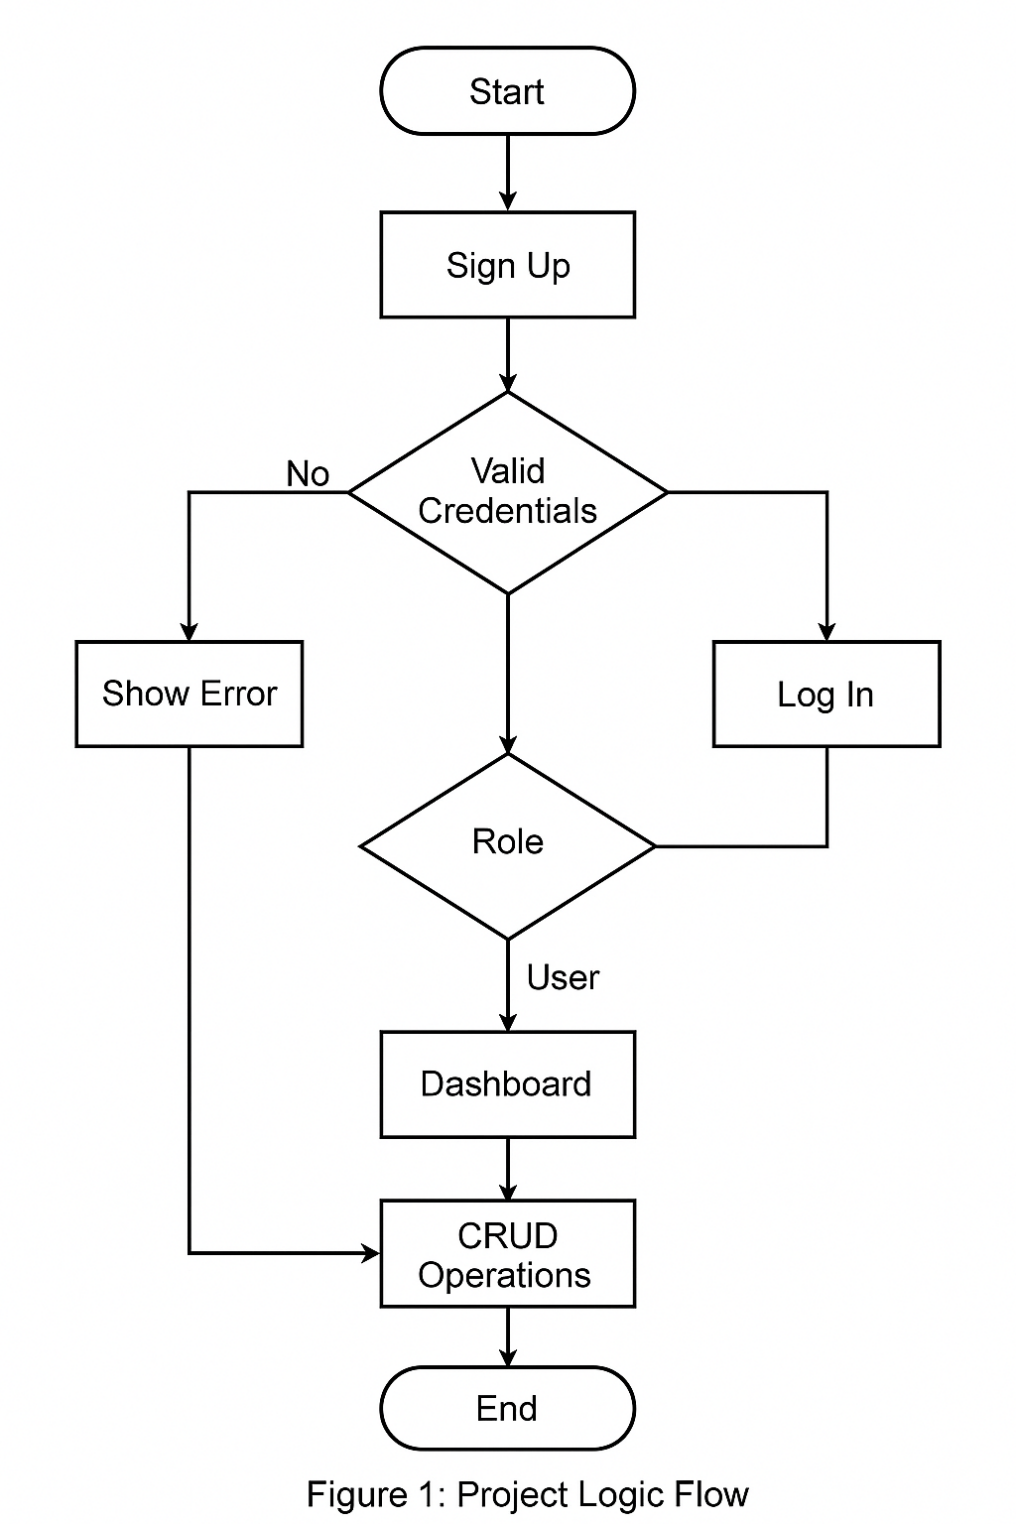 Start
Sign Up
Valid
Credentials
No
Show Error
Log In
Role
User
Dashboard
CRUD
Operations
End
Figure 1: Project Logic Flow